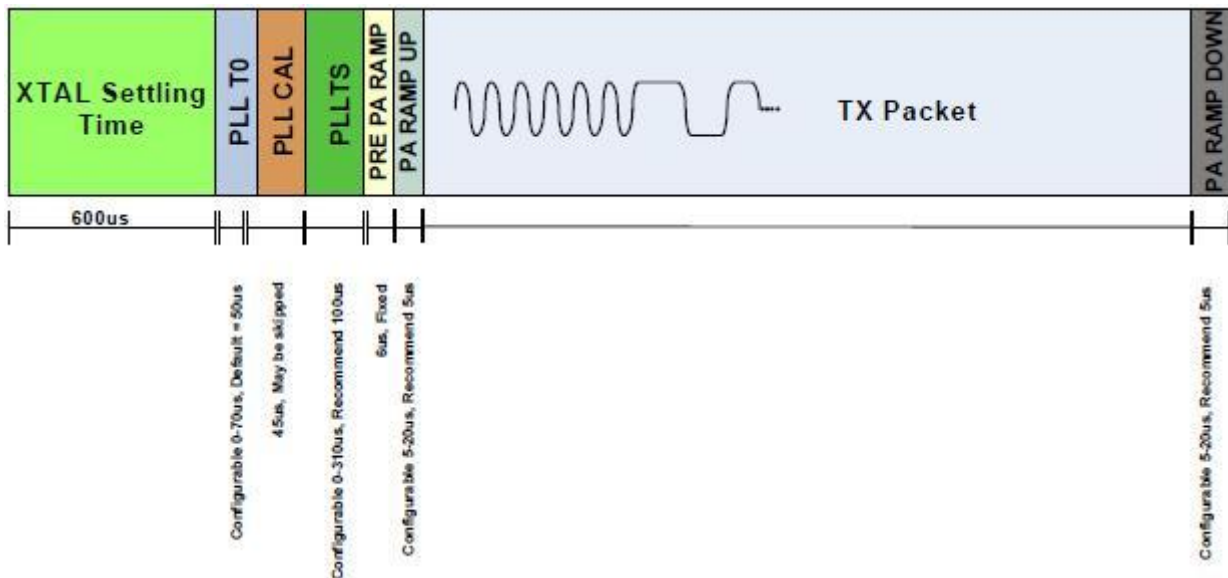 XTAL Settling
Time
PLL T0
PLL CAL
PLLTS
PRE PA RAMP
PA RAMP UP
TX Packet
PA RAMP DOWN
600us
Configurable 0-70us, Default = 50us
45us, May be skipped
Configurable 0-310us, Recommend 100us
6us, Fixed
Configurable 5-20us, Recommend 5us
Configurable 5-20us, Recommend 5us